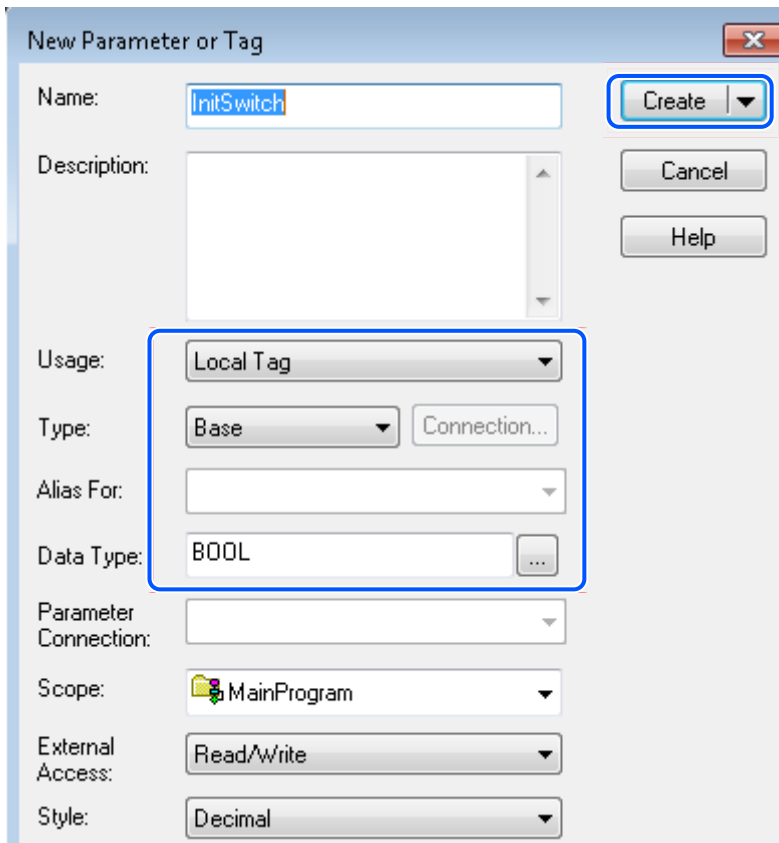 New Parameter or Tag
Name: InitSwitch Create
Description: Cancel
Help
Usage: Local Tag
Type: Base Connection...
Alias For:
Data Type: BOOL ...
Parameter
Connection:
Scope: MainProgram
External
Access: Read/Write
Style: Decimal